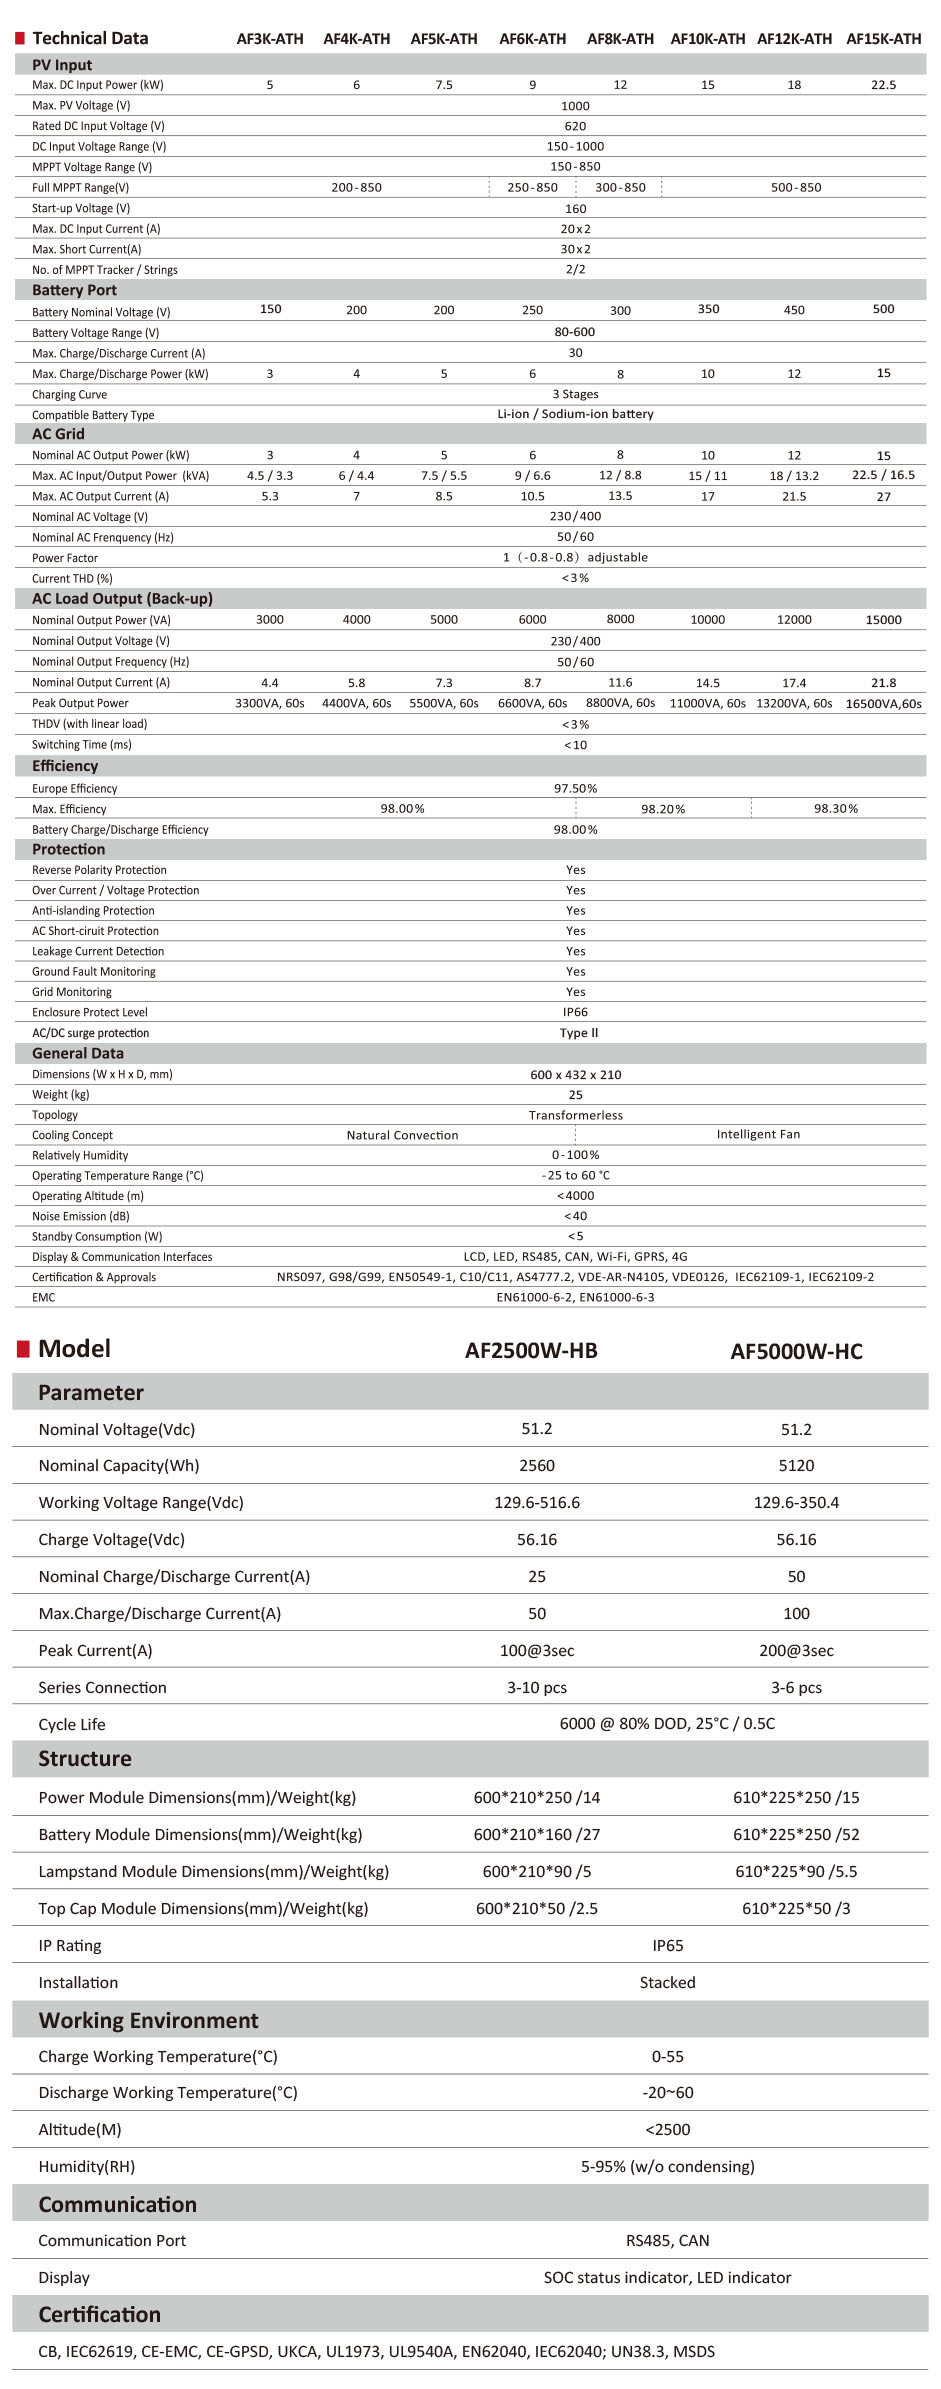 Technical Data AF3K-ATH AF4K-ATH AF5K-ATH AF6K-ATH AF8K-ATH AF10K-ATH AF12K-ATH AF15K-ATH
PV Input
Max. DC Input Power (kW) 5 6 7.5 9 12 15 18 22.5
Max. PV Voltage (V) 1000
Rated DC Input Voltage (V) 620
DC Input Voltage Range (V) 150-1000
MPPT Voltage Range (V) 150-850
Full MPPT Range(V) 200-850 250-850 300-850 500-850
Start-up Voltage (V) 160
Max. DC Input Current (A) 20x2
Max. Short Current(A) 30x2
No. of MPPT Tracker / Strings 2/2
Battery Port
Battery Nominal Voltage (V) 150 200 200 250 300 350 450 500
Battery Voltage Range (V) 80-600
Max. Charge/Discharge Current (A) 30
Max. Charge/Discharge Power (kW) 3 4 5 6 8 10 12 15
Charging Curve 3 Stages
Compatible Battery Type Li-ion / Sodium-ion battery
AC Grid
Nominal AC Output Power (kW) 3 4 5 6 8 10 12 15
Max. AC Input/Output Power (kVA) 4.5 / 3.3 6 / 4.4 7.5 / 5.5 9 / 6.6 12 / 8.8 15 / 11 18 / 13.2 22.5 / 16.5
Max. AC Output Current (A) 5.3 7 8.5 10.5 13.5 17 21.5 27
Nominal AC Voltage (V) 230/400
Nominal AC Frenquency (Hz) 50/60
Power Factor 1（-0.8-0.8）adjustable
Current THD (%) <3%
AC Load Output (Back-up)
Nominal Output Power (VA) 3000 4000 5000 6000 8000 10000 12000 15000
Nominal Output Voltage (V) 230/400
Nominal Output Frequency (Hz) 50/60
Nominal Output Current (A) 4.4 5.8 7.3 8.7 11.6 14.5 17.4 21.8
Peak Output Power 3300VA, 60s 4400VA, 60s 5500VA, 60s 6600VA, 60s 8800VA, 60s 11000VA, 60s 13200VA, 60s 16500VA,60s
THDV (with linear load) <3%
Switching Time (ms) <10
Efficiency
Europe Efficiency 97.50%
Max. Efficiency 98.00% 98.20% 98.30%
Battery Charge/Discharge Efficiency 98.00%
Protection
Reverse Polarity Protection Yes
Over Current / Voltage Protection Yes
Anti-islanding Protection Yes
AC Short-ciruit Protection Yes
Leakage Current Detection Yes
Ground Fault Monitoring Yes
Grid Monitoring Yes
Enclosure Protect Level IP66
AC/DC surge protection Type II
General Data
Dimensions (W x H x D, mm) 600 x 432 x 210
Weight (kg) 25
Topology Transformerless
Cooling Concept Natural Convection Intelligent Fan
Relatively Humidity 0-100%
Operating Temperature Range (°C) -25 to 60 °C
Operating Altitude (m) <4000
Noise Emission (dB) <40
Standby Consumption (W) <5
Display & Communication Interfaces LCD, LED, RS485, CAN, Wi-Fi, GPRS, 4G
Certification & Approvals NRS097, G98/G99, EN50549-1, C10/C11, AS4777.2, VDE-AR-N4105, VDE0126, IEC62109-1, IEC62109-2
EMC EN61000-6-2, EN61000-6-3
Model AF2500W-HB AF5000W-HC
Parameter
Nominal Voltage(Vdc) 51.2 51.2
Nominal Capacity(Wh) 2560 5120
Working Voltage Range(Vdc) 129.6-516.6 129.6-350.4
Charge Voltage(Vdc) 56.16 56.16
Nominal Charge/Discharge Current(A) 25 50
Max.Charge/Discharge Current(A) 50 100
Peak Current(A) 100@3sec 200@3sec
Series Connection 3-10 pcs 3-6 pcs
Cycle Life 6000 @ 80% DOD, 25°C / 0.5C
Structure
Power Module Dimensions(mm)/Weight(kg) 600*210*250 /14 610*225*250 /15
Battery Module Dimensions(mm)/Weight(kg) 600*210*160 /27 610*225*250 /52
Lampstand Module Dimensions(mm)/Weight(kg) 600*210*90 /5 610*225*90 /5.5
Top Cap Module Dimensions(mm)/Weight(kg) 600*210*50 /2.5 610*225*50 /3
IP Rating IP65
Installation Stacked
Working Environment
Charge Working Temperature(°C) 0-55
Discharge Working Temperature(°C) -20~60
Altitude(M) <2500
Humidity(RH) 5-95% (w/o condensing)
Communication
Communication Port RS485, CAN
Display SOC status indicator, LED indicator
Certification
CB, IEC62619, CE-EMC, CE-GPSD, UKCA, UL1973, UL9540A, EN62040, IEC62040; UN38.3, MSDS